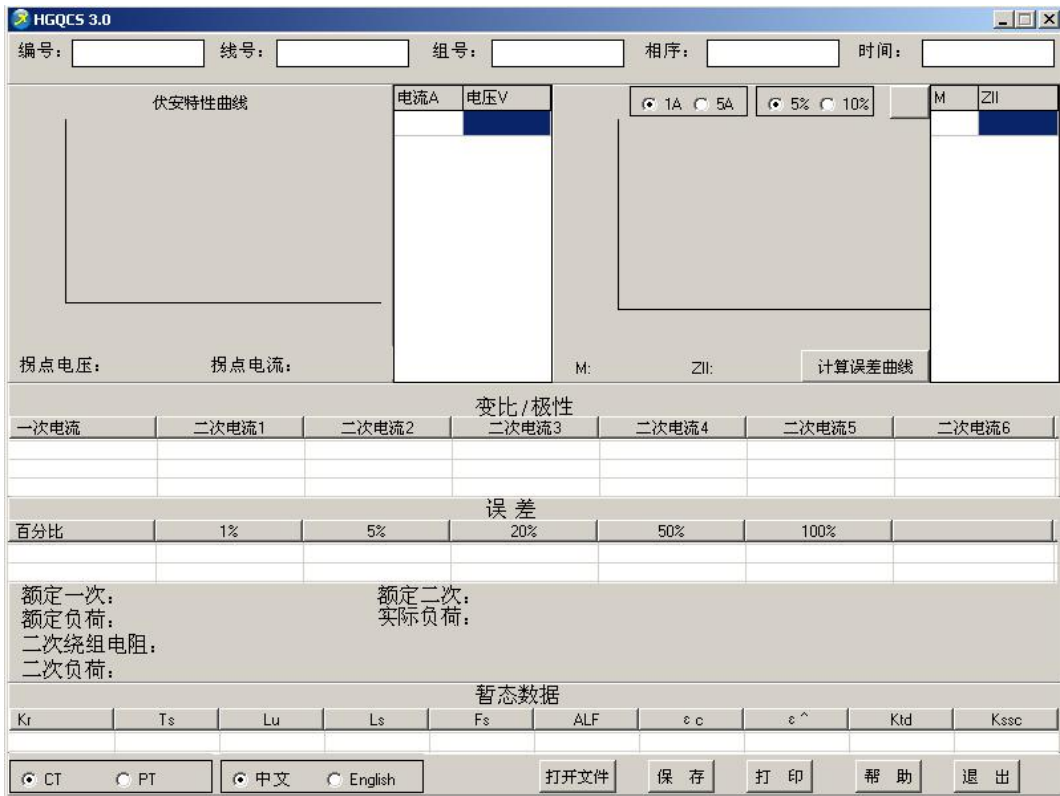 HGQCS 3.0
编号: 线号: 组号: 相序: 时间:
伏安特性曲线
电流A 电压V
1A 5A 5% 10%
M ZII
拐点电压: 拐点电流:
M: ZII: 计算误差曲线
变比/极性
一次电流 二次电流1 二次电流2 二次电流3 二次电流4 二次电流5 二次电流6
误 差
百分比 1% 5% 20% 50% 100%
额定一次: 额定二次:
额定负荷: 实际负荷:
二次绕组电阻:
二次负荷:
暂态数据
Kr Ts Lu Ls Fs ALF ε c ε ^ Ktd Kssc
CT PT 中文 English 打开文件 保 存 打 印 帮 助 退 出